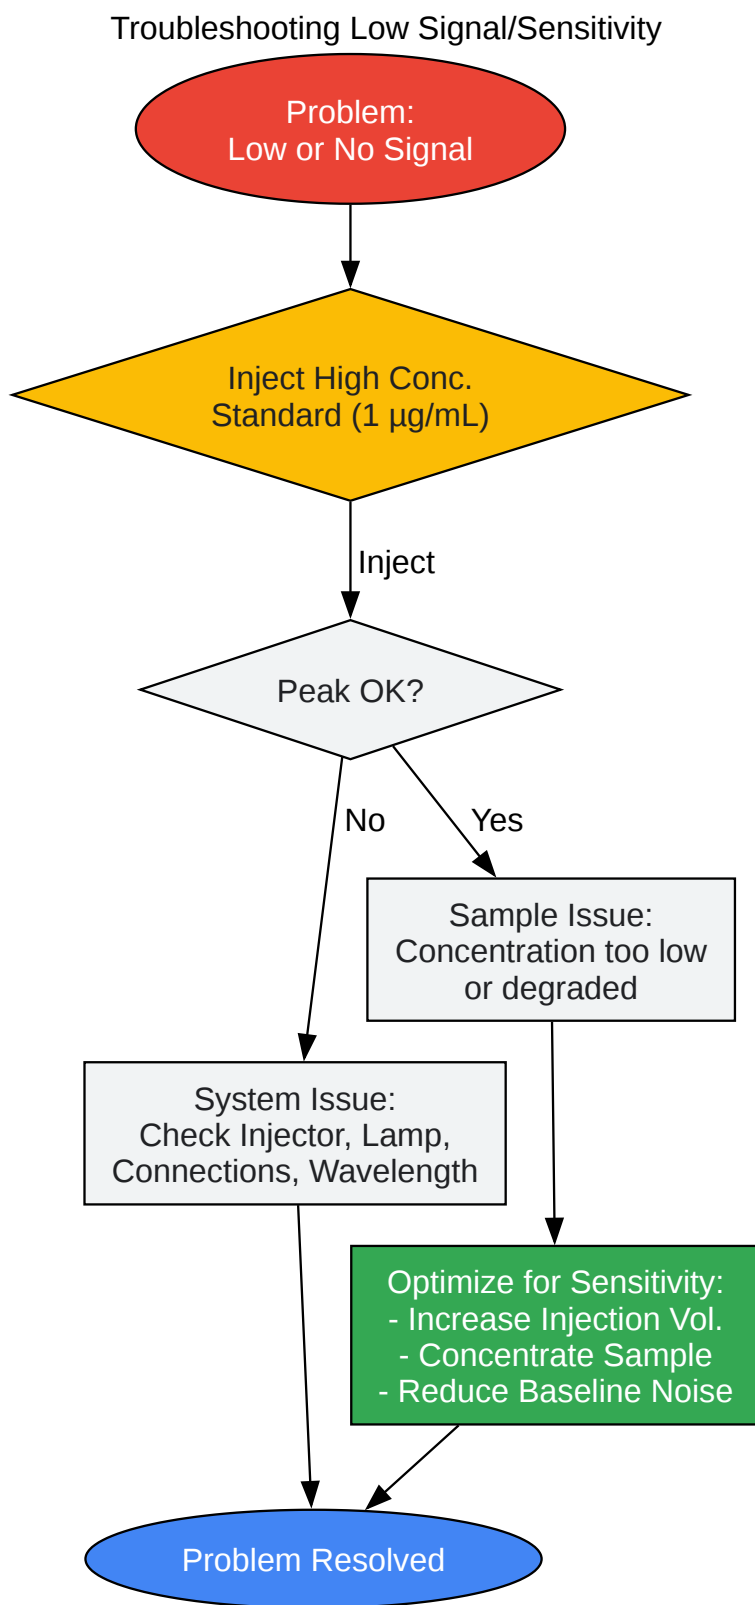 Troubleshooting Low Signal/Sensitivity
Problem:
Low or No Signal
Inject High Conc.
Standard (1 µg/mL)
Inject
Peak OK?
No
Yes
Sample Issue:
Concentration too low
or degraded
System Issue:
Check Injector, Lamp,
Connections, Wavelength
Optimize for Sensitivity:
- Increase Injection Vol.
- Concentrate Sample
- Reduce Baseline Noise
Problem Resolved